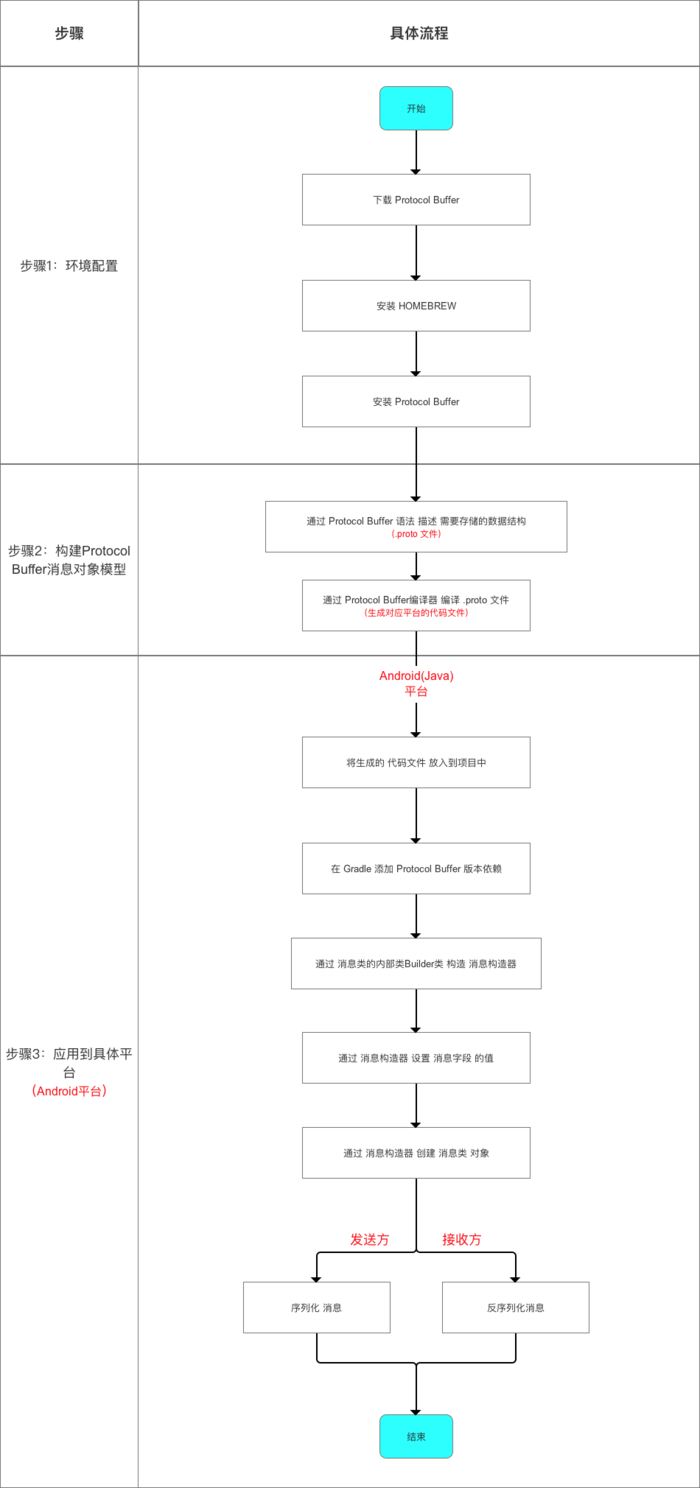 步骤
具体流程
开始
下载 Protocol Buffer
步骤1：环境配置
安装 HOMEBREW
安装 Protocol Buffer
步骤2：构建Protocol
Buffer消息对象模型
通过 Protocol Buffer 语法 描述 需要存储的数据结构
（.proto 文件）
通过 Protocol Buffer编译器 编译 .proto 文件
（生成对应平台的代码文件）
Android(Java)
平台
将生成的 代码文件 放入到项目中
在 Gradle 添加 Protocol Buffer 版本依赖
通过 消息类的内部类Builder类 构造 消息构造器
步骤3：应用到具体平
台
（Android平台）
通过 消息构造器 设置 消息字段 的值
通过 消息构造器 创建 消息类 对象
发送方
接收方
序列化 消息
反序列化消息
结束